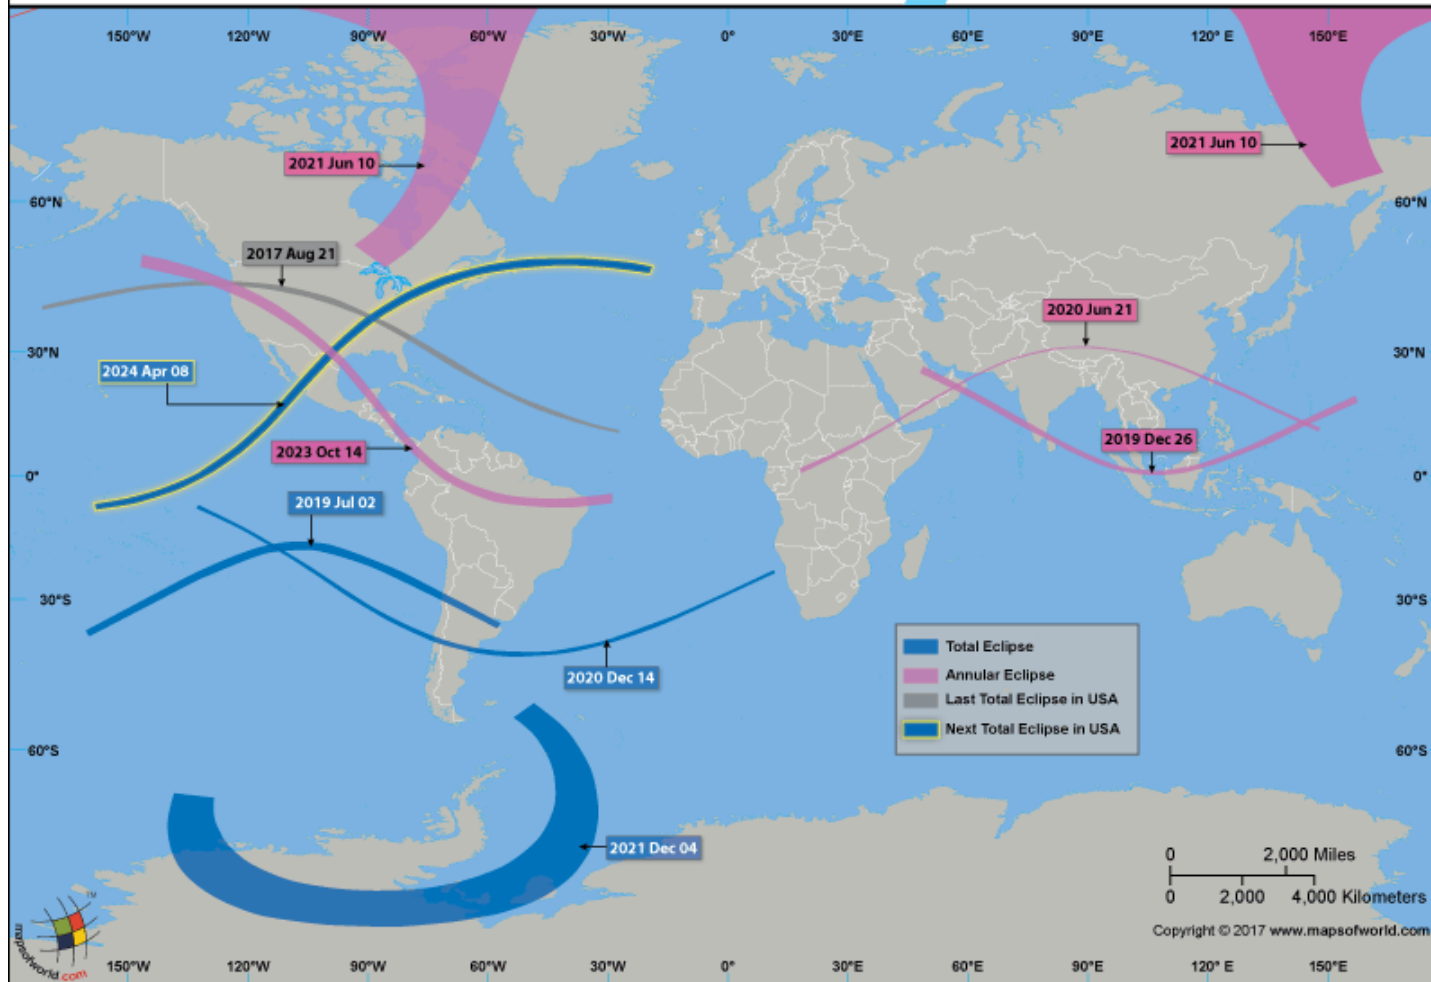 150°W 120°W 90°W 60°W 30°W 0° 30°E 60°E 90°E 120° E 150°E
2021 Jun 10
2021 Jun 10
60°N
60°N
2017 Aug 21
2020 Jun 21
30°N
30°N
2024 Apr 08
2019 Dec 26
2023 Oct 14
0°
0°
2019 Jul 02
30°S
30°S
Total Eclipse
2020 Dec 14
Annular Eclipse
Last Total Eclipse in USA
Next Total Eclipse in USA
60°S
60°S
2021 Dec 04
0 2,000 Miles
0 2,000 4,000 Kilometers
TM
mapsofworld.com
Copyright © 2017 www.mapsofworld.com
150°W 120°W 90°W 60°W 30°W 0° 30°E 60°E 90°E 120° E 150°E